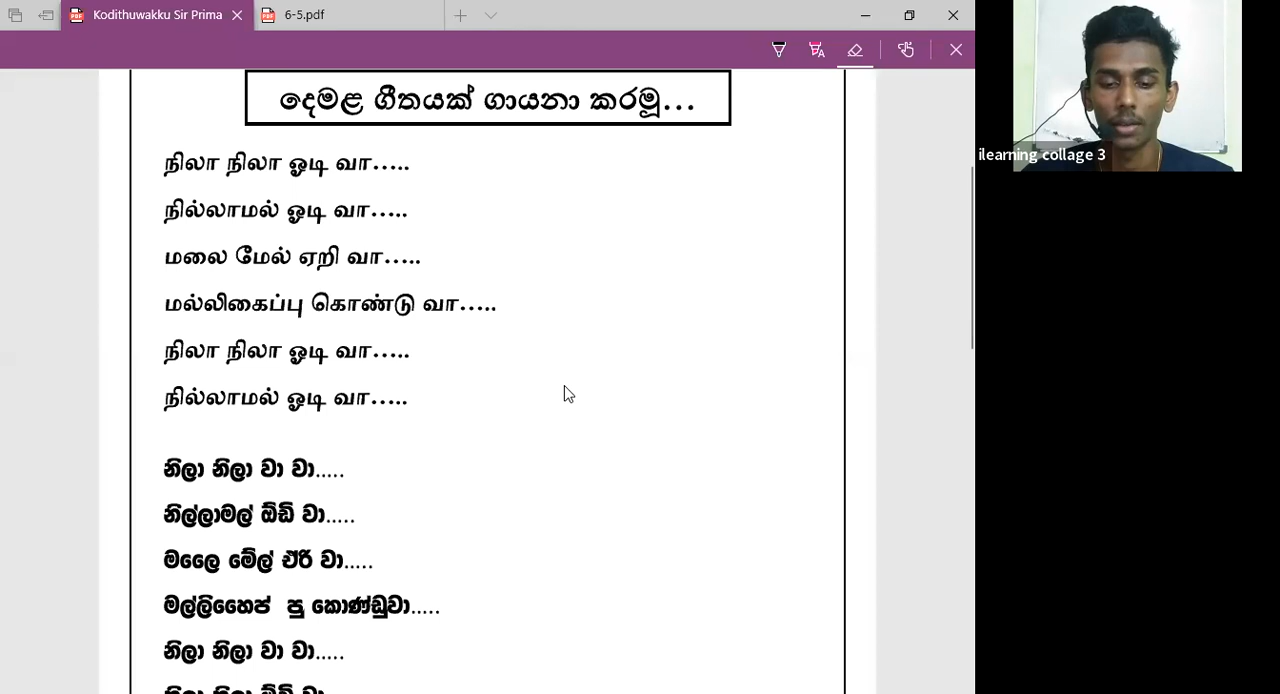 Kodithuwakku Sir Prima
6-5.pdf
දෙමළ ගීතයක් ගායනා කරමු...
நிலா நிலா ஓடி வா.....
நில்லாமல் ஓடி வா.....
மலை மேல் ஏறி வா.....
மல்லிகைப்பு கொண்டு வா.....
நிலா நிலா ஓடி வா.....
நில்லாமல் ஓடி வா.....
නිලා නිලා වා වා.....
නිල්ලාමල් ඕඩි වා.....
මලෛ මේල් ඒරි වා.....
මල්ලිහෛප් පු කොණ්ඩුවා.....
නිලා නිලා වා වා.....
නිලා නිලා ඕඩි වා.....
ilearning collage 3